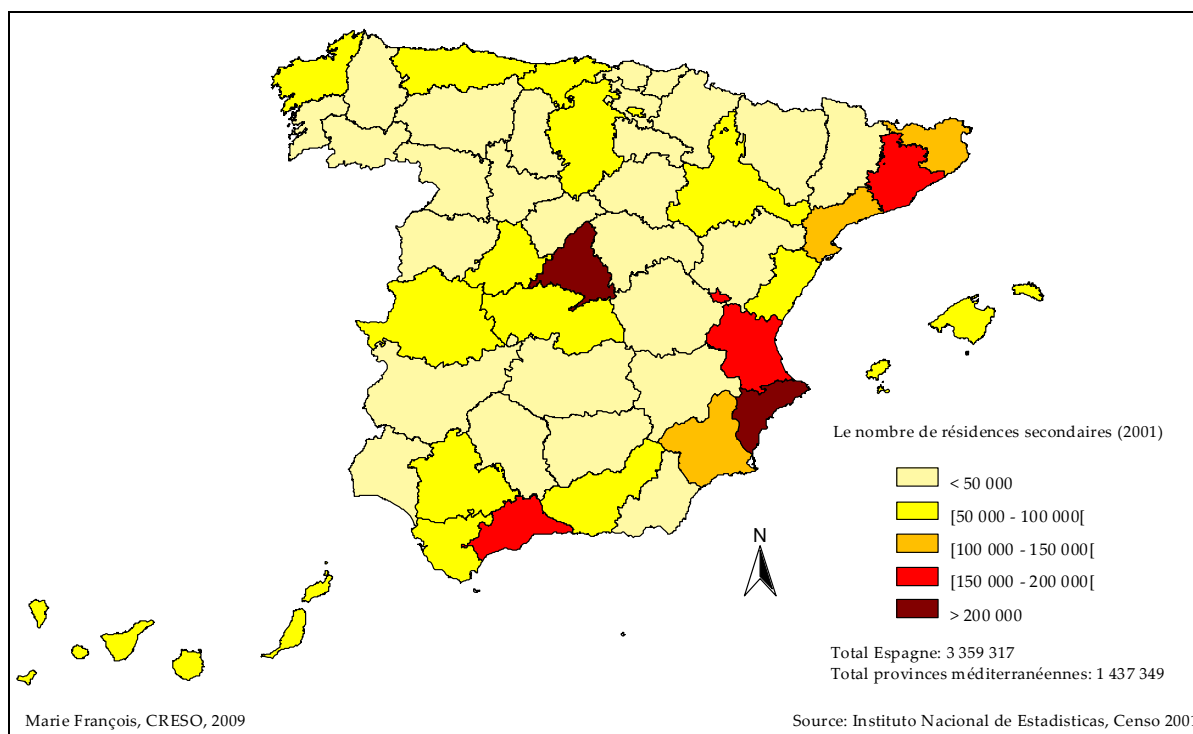 N
Le nombre de résidences secondaires (2001)
< 50 000
[50 000 - 100 000[
[100 000 - 150 000[
[150 000 - 200 000[
> 200 000
Total Espagne: 3 359 317
Total provinces méditerranéennes: 1 437 349
Marie François, CRESO, 2009
Source: Instituto Nacional de Estadisticas, Censo 2001